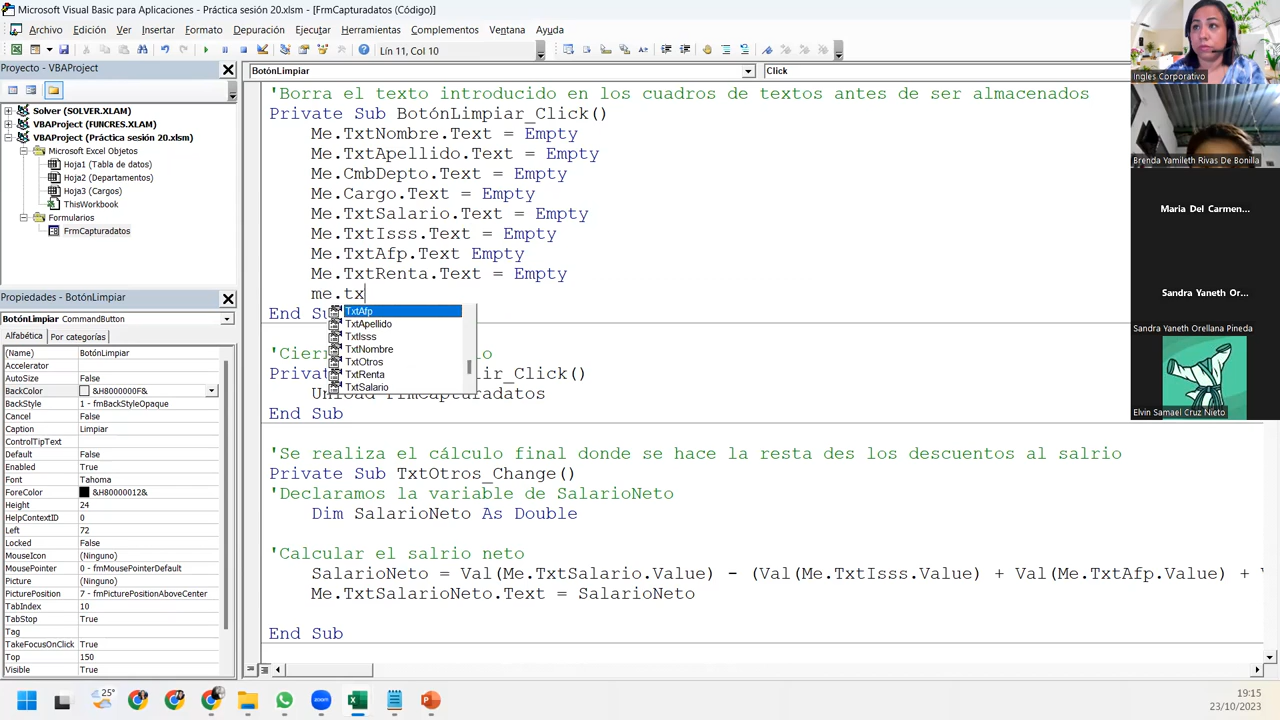 Microsoft Visual Basic para Aplicaciones - Práctica sesión 20.xlsm - [FrmCapturadatos (Código)]
Archivo Edición Ver Insertar Formato Depuración Ejecutar Herramientas Complementos Ventana Ayuda
Lín 11, Col 10
Proyecto - VBAProject
Solver (SOLVER.XLAM)
VBAProject (FUNCRES.XLAM)
VBAProject (Práctica sesión 20.xlsm)
Microsoft Excel Objetos
Hoja1 (Tabla de datos)
Hoja2 (Departamentos)
Hoja3 (Cargos)
ThisWorkbook
Formularios
FrmCapturadatos
Propiedades - BotónLimpiar
BotónLimpiar CommandButton
Alfabética Por categorías
(Name) BotónLimpiar
Accelerator
AutoSize False
BackColor &H8000000F&
BackStyle 1 - fmBackStyleOpaque
Cancel False
Caption Limpiar
ControlTipText
Default False
Enabled True
Font Tahoma
ForeColor &H80000012&
Height 24
HelpContextID 0
Left 72
Locked False
MouseIcon (Ninguno)
MousePointer 0 - fmMousePointerDefault
Picture (Ninguno)
PicturePosition 7 - fmPicturePositionAboveCenter
TabIndex 10
TabStop True
Tag
TakeFocusOnClick True
Top 150
Visible True
BotónLimpiar Click
'Borra el texto introducido en los cuadros de textos antes de ser almacenados
Private Sub BotónLimpiar_Click()
Me.TxtNombre.Text = Empty
Me.TxtApellido.Text = Empty
Me.CmbDepto.Text = Empty
Me.Cargo.Text = Empty
Me.TxtSalario.Text = Empty
Me.TxtIsss.Text = Empty
Me.TxtAfp.Text Empty
Me.TxtRenta.Text = Empty
me.tx
End Su
TxtAfp
TxtApellido
TxtIsss
TxtNombre
TxtOtros
TxtRenta
TxtSalario
'Cier o
Priva ir_Click()
Unload FrmCapturadatos
End Sub
'Se realiza el cálculo final donde se hace la resta des los descuentos al salrio
Private Sub TxtOtros_Change()
'Declaramos la variable de SalarioNeto
Dim SalarioNeto As Double
'Calcular el salrio neto
SalarioNeto = Val(Me.TxtSalario.Value) - (Val(Me.TxtIsss.Value) + Val(Me.TxtAfp.Value) + V
Me.TxtSalarioNeto.Text = SalarioNeto
End Sub
Ingles Corporativo
Brenda Yamileth Rivas De Bonilla
Maria Del Carmen...
Sandra Yaneth Or...
Sandra Yaneth Orellana Pineda
Elvin Samael Cruz Nieto
25°
zoom
19:15
23/10/2023